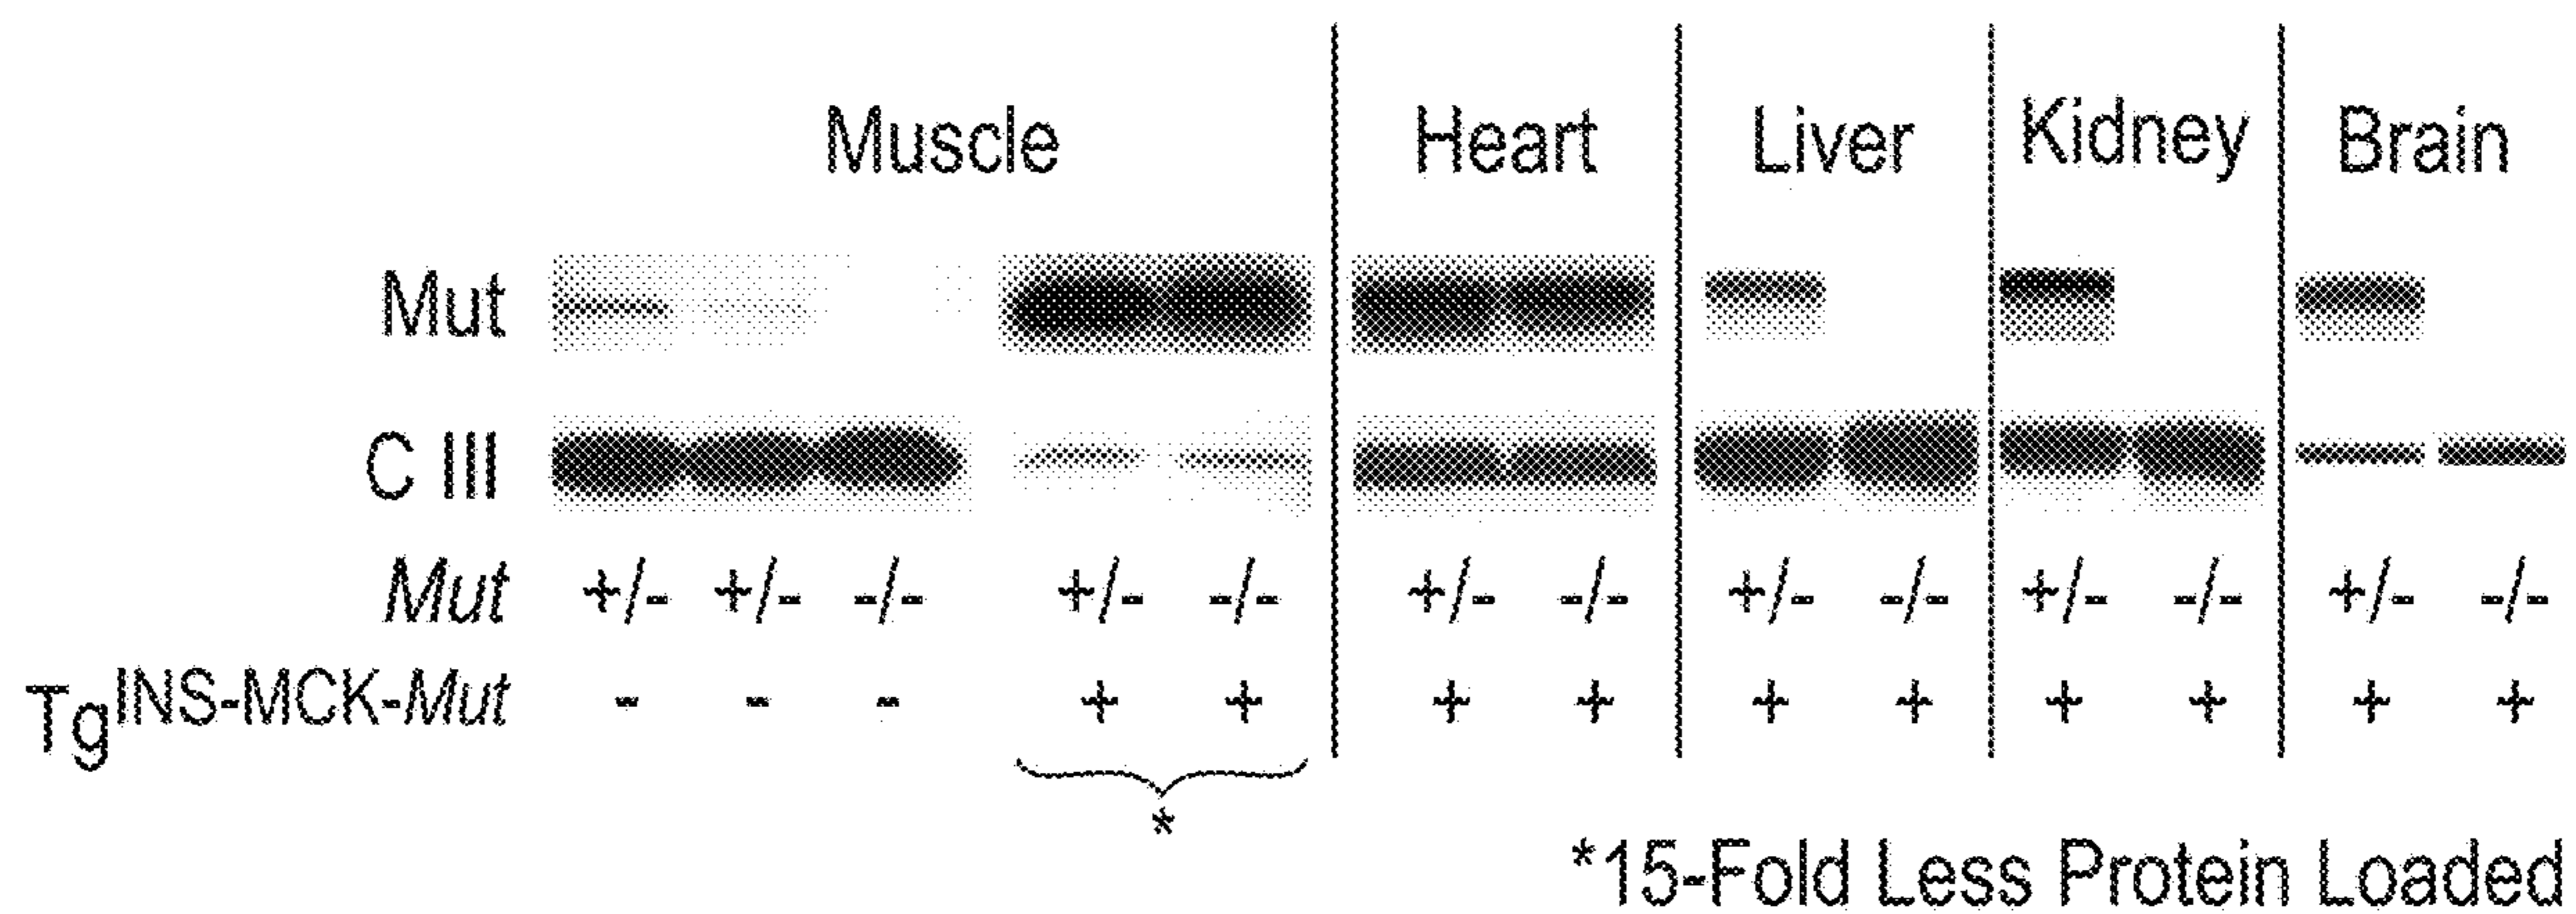 Muscle Heart Liver Kidney Brain
Mut
C III
Mut +/- +/- -/- +/- -/- +/- -/- +/- -/- +/- -/- +/- -/-
TgINS-MCK-Mut - - - + + + + + + + + + +
*
*15-Fold Less Protein Loaded